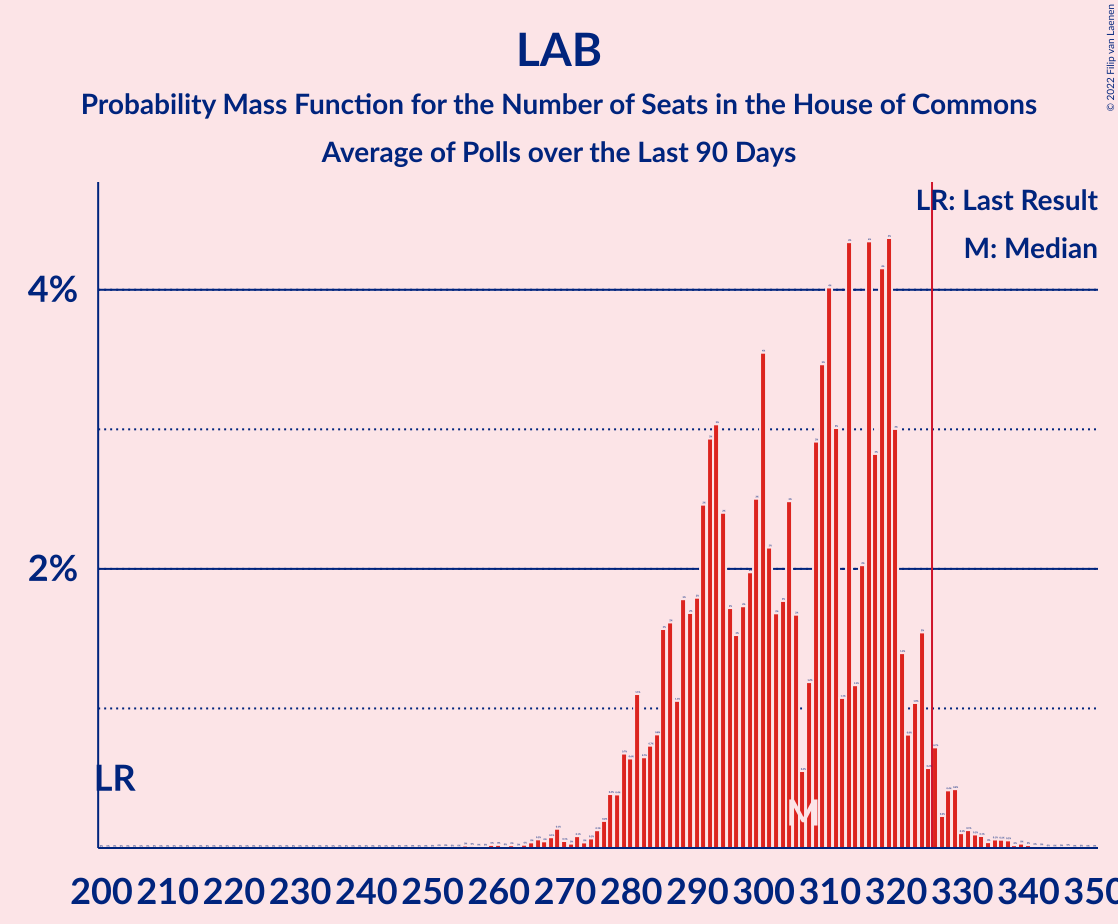 LAB
Probability Mass Function for the Number of Seats in the House of Commons
Average of Polls over the Last 90 Days
© 2022 Filip van Laenen
LR: Last Result
M: Median
4%
2%
LR
M
200 210 220 230 240 250 260 270 280 290 300 310 320 330 340 350